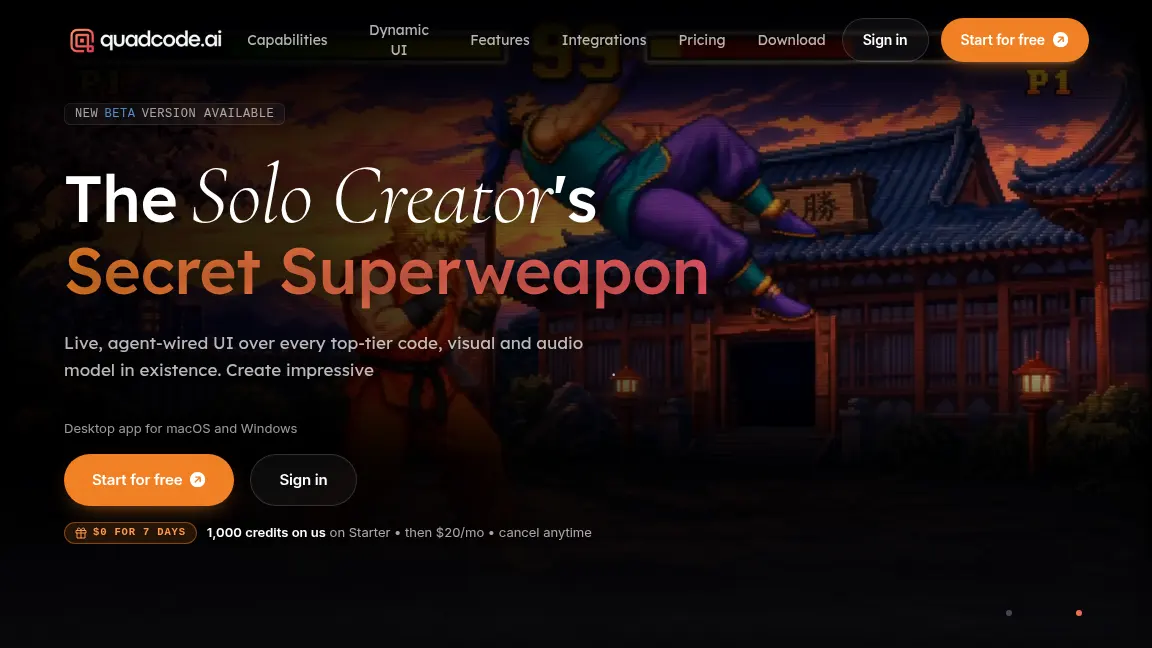 quadcode.ai
Capabilities
Dynamic
UI
Features
Integrations
Pricing
Download
Sign in
Start for free
99
P1
P1
NEW BETA VERSION AVAILABLE
勝
The Solo Creator's
Secret Superweapon
Live, agent-wired UI over every top-tier code, visual and audio
model in existence. Create impressive
Desktop app for macOS and Windows
Start for free
Sign in
$0 FOR 7 DAYS
1,000 credits on us on Starter • then $20/mo • cancel anytime